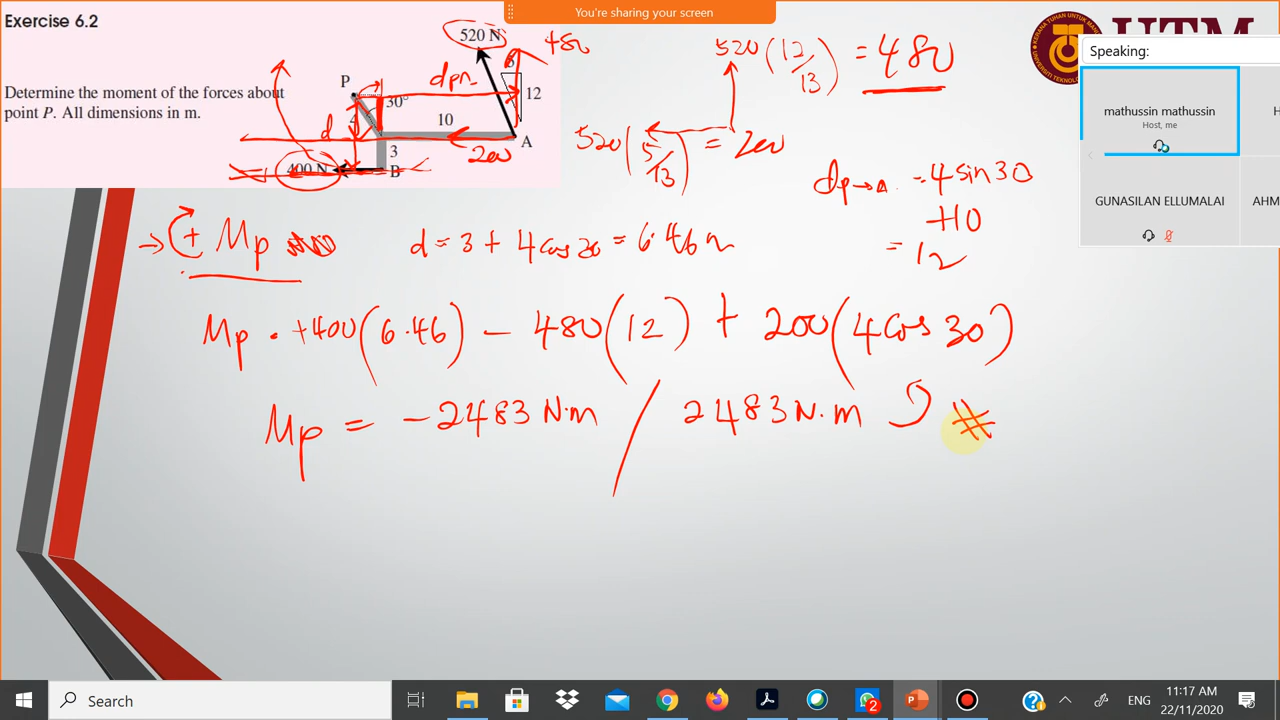 You're sharing your screen
Exercise 6.2
Determine the moment of the forces about
point P. All dimensions in m.
520 N
480
P
30°
12
10
A
d
3
200
400 N
B
520 (12/13) = 480
520 (5/13) = 200
dp→A = 4 sin 30
+10
= 12
→ + Mp
d = 3 + 4 cos 30 = 6.46 m
Mp = +400 (6.46) - 480 (12) + 200 (4 cos 30)
Mp = -2483 N.m / 2483 N.m
UTM
Speaking:
mathussin mathussin
Host, me
GUNASILAN ELLUMALAI
AHM
H
Search
2
ENG
11:17 AM
22/11/2020